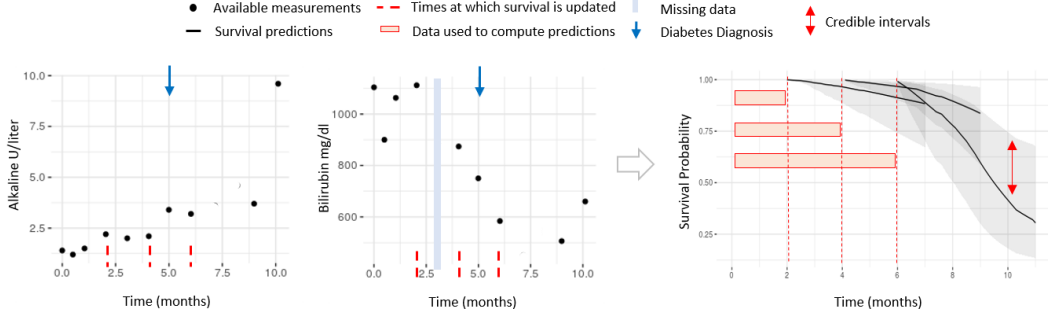 Available measurements
Times at which survival is updated
Missing data
Credible intervals
Survival predictions
Data used to compute predictions
Diabetes Diagnosis
Alkaline U/liter
10.0
7.5
5.0
2.5
0.0 2.5 5.0 7.5 10.0
Time (months)
Bilirubin mg/dl
1000
800
600
0.0 2.5 5.0 7.5 10.0
Time (months)
Survival Probability
1.00
0.75
0.50
0.25
0 2 4 6 8 10
Time (months)